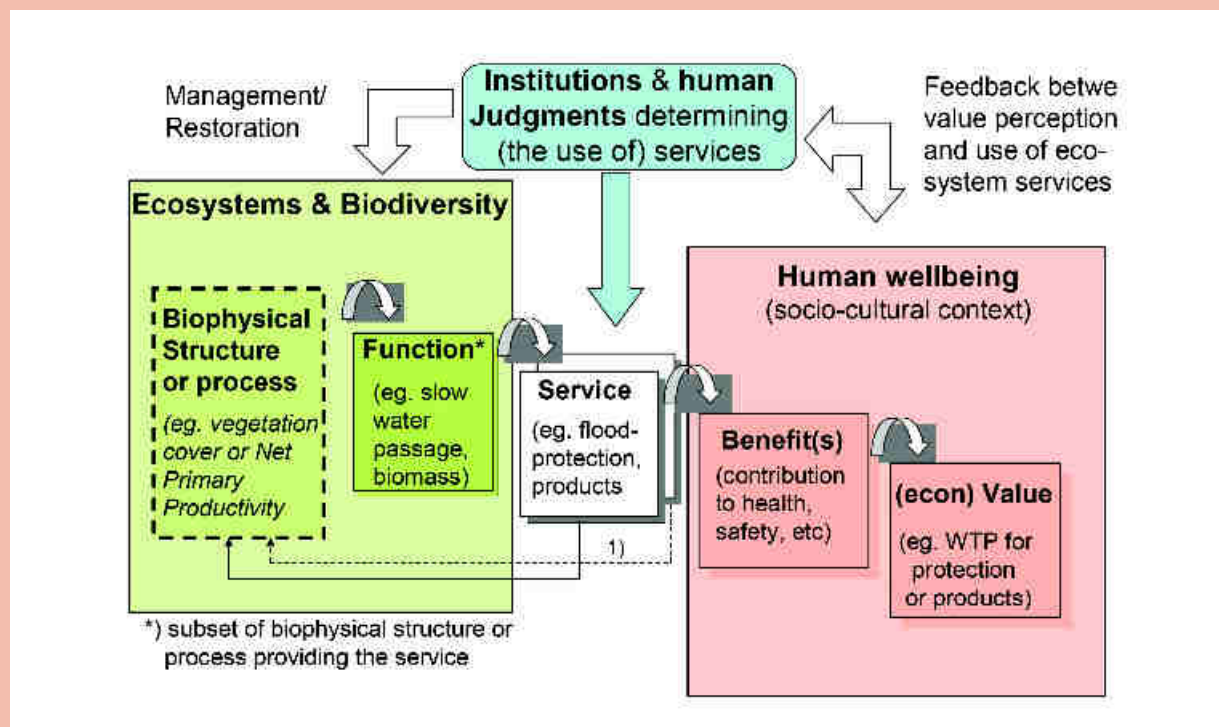 Management/
Restoration
Institutions & human
Judgments determining
(the use of) services
Feedback betwe
value perception
and use of eco-
system services
Ecosystems & Biodiversity
Biophysical
Structure
or process
(eg. vegetation
cover or Net
Primary
Productivity
Function*
(eg. slow
water
passage,
biomass)
Service
(eg. flood-
protection,
products
1)
Human wellbeing
(socio-cultural context)
Benefit(s)
(contribution
to health,
safety, etc)
(econ) Value
(eg. WTP for
protection
or products)
*) subset of biophysical structure or
process providing the service